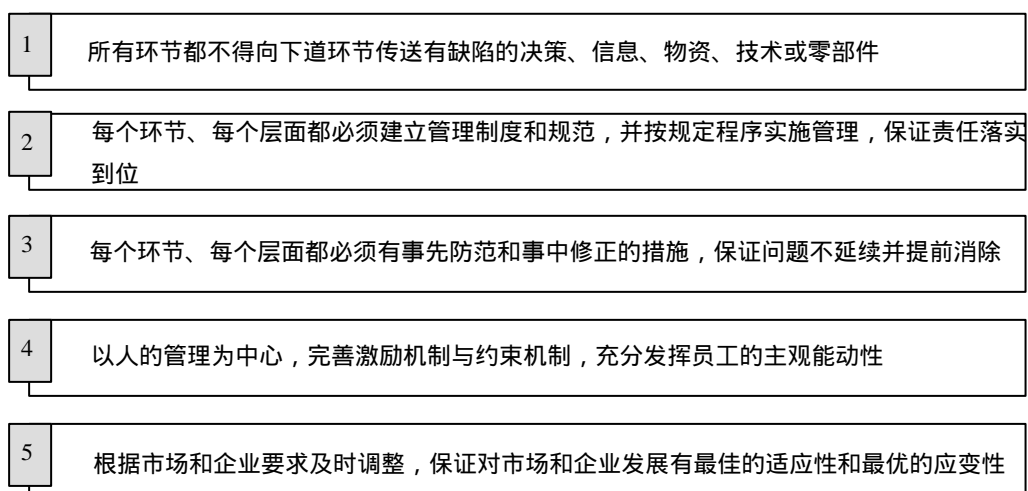 1
所有环节都不得向下道环节传送有缺陷的决策、信息、物资、技术或零部件
2
每个环节、每个层面都必须建立管理制度和规范，并按规定程序实施管理，保证责任落实
到位
3
每个环节、每个层面都必须有事先防范和事中修正的措施，保证问题不延续并提前消除
4
以人的管理为中心，完善激励机制与约束机制，充分发挥员工的主观能动性
5
根据市场和企业要求及时调整，保证对市场和企业发展有最佳的适应性和最优的应变性